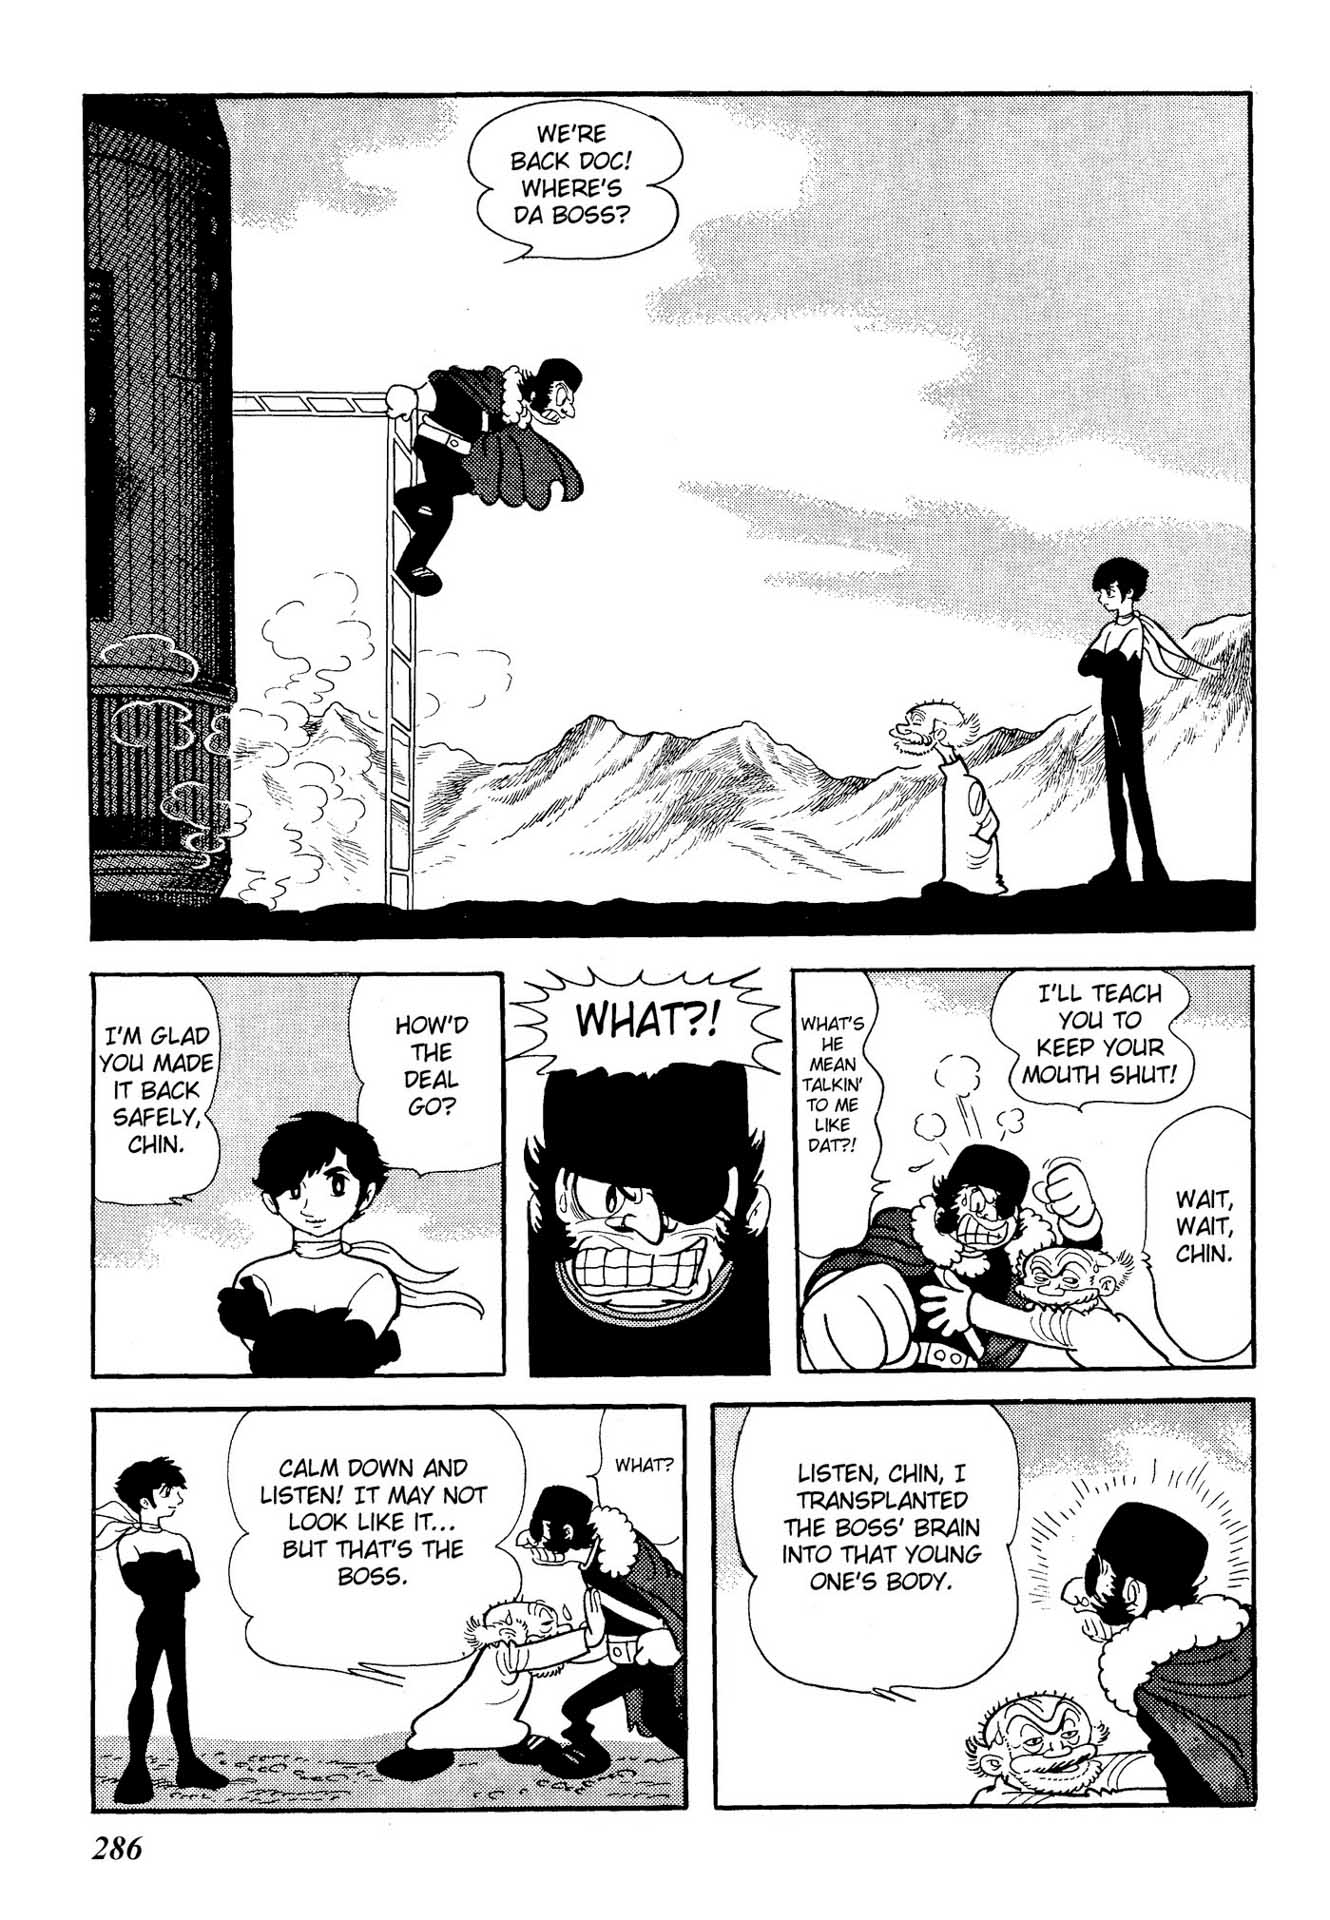 WE'RE
BACK DOC!
WHERE'S
DA BOSS?
I'M GLAD
YOU MADE
IT BACK
SAFELY,
CHIN.
HOW'D
THE
DEAL
GO?
WHAT?!
WHAT'S
HE
MEAN
TALKIN'
TO ME
LIKE
DAT?!
I'LL TEACH
YOU TO
KEEP YOUR
MOUTH SHUT!
WAIT,
WAIT,
CHIN.
CALM DOWN AND
LISTEN! IT MAY NOT
LOOK LIKE IT...
BUT THAT'S THE
BOSS.
WHAT?
LISTEN, CHIN, I
TRANSPLANTED
THE BOSS' BRAIN
INTO THAT YOUNG
ONE'S BODY.
286